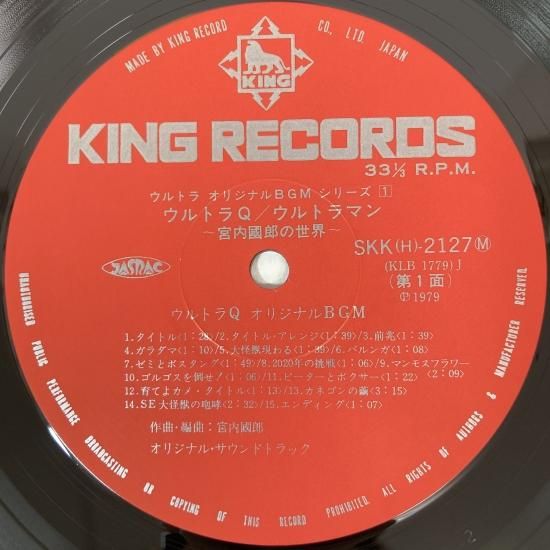 MADE BY KING RECORD CO., LTD. JAPAN
KING
KING RECORDS
33⅓ R.P.M.
ウルトラ オリジナルBGM シリーズ 1
ウルトラQ/ウルトラマン
~宮内國郎の世界~
SKK(H)-2127Ⓜ
(KLB 1779)J
(第1面)
Ⓟ1979
JASRAC
ウルトラQ オリジナルBGM
1.タイトル(1:28)/2.タイトル・アレンジ(1:39)/3.前兆(1:39)
4.ガラダマ(1:10)/5.大怪獣現わる(1:39)/6.バルンガ(1:08)
7.ゼミとボスタング(1:49)/8.2020年の挑戦(1:06)/9.マンモスフラワー
10.ゴルゴスを倒せ!(1:06)/11.ピーターとボクサー(1:22) (2:09)
12.育てよカメ・タイトル(1:13)/13.カネゴンの繭(3:15)
14.SE大怪獣の咆哮(2:32)/15.エンディング(1:07)
作曲・編曲:宮内國郎
オリジナル・サウンドトラック
UNAUTHORISED PUBLIC PERFORMANCE BROADCASTING OR COPYING OF THIS RECORD PROHIBITED. ALL RIGHTS OF AUTHORS & MANUFACTURER RESERVED.
2